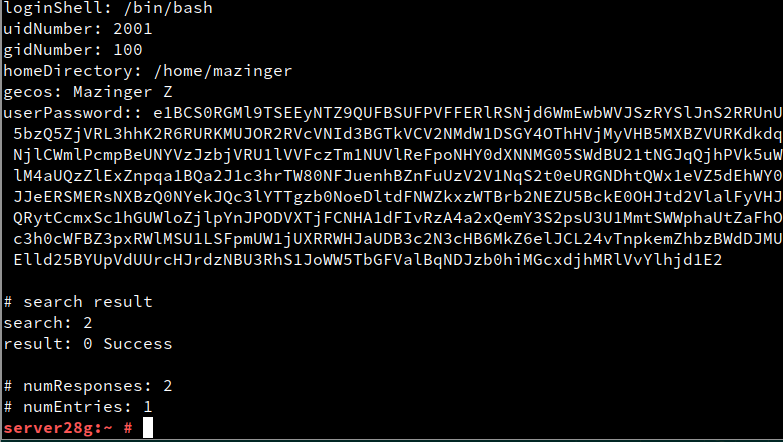 loginShell: /bin/bash
uidNumber: 2001
gidNumber: 100
homeDirectory: /home/mazinger
gecos: Mazinger Z
userPassword:: e1BCS0RGMl9TSEEyNTZ9QUFBSUFPVFFERlRSNjd6WmEwbWVJSzRYSlJnS2RRUnU
5bzQ5ZjVRL3hhK2R6RURKMUJOR2RVcVNId3BGTkVCV2NMdW1DSGY4OThHVjMyVHB5MXBZVURKdkdq
NjlCWmlPcmpBeUNYVzJzbjVRU1lVVFczTm1NUVlReFpoNHY0dXNNMG05SWdBU21tNGJqQjhPVk5uW
lM4aUQzZlExZnpqa1BQa2J1c3hrTW80NFJuenhBZnFuUzV2V1NqS2t0eURGNDhtQWx1eVZ5dEhWY0
JJeERSMERsNXBzQ0NYekJQc3lYTTgzb0NoeDltdFNWZkxzWTBrb2NEZU5BckE0OHJtd2VlalFyVHJ
QRytCcmxSc1hGUWloZjlpYnJPODVXTjFCNHA1dFIvRzA4a2xQemY3S2psU3U1MmtSWWphaUtZaFhO
c3h0cWFBZ3pxRWlMSU1LSFpmUW1jUXRRWHJaUDB3c2N3cHB6MkZ6elJCL24vTnpkemZhbzBWdDJMU
Elld25BYUpVdUUrcHJrdzNBU3RhS1JoWW5TbGFValBqNDJzb0hiMGcxdjhMRlVvYlhjd1E2

# search result
search: 2
result: 0 Success

# numResponses: 2
# numEntries: 1
server28g:~ #